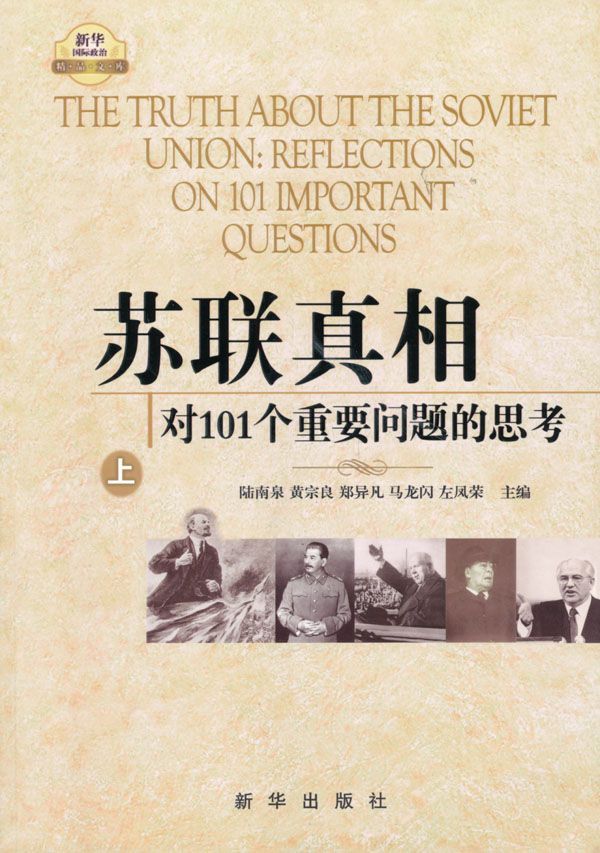 新华
国际政治
精·品·文·库
THE TRUTH ABOUT THE SOVIET
UNION: REFLECTIONS
ON 101 IMPORTANT
QUESTIONS
苏联真相
对101个重要问题的思考
上
陆南泉 黄宗良 郑异凡 马龙闪 左凤荣 主编
新华出版社